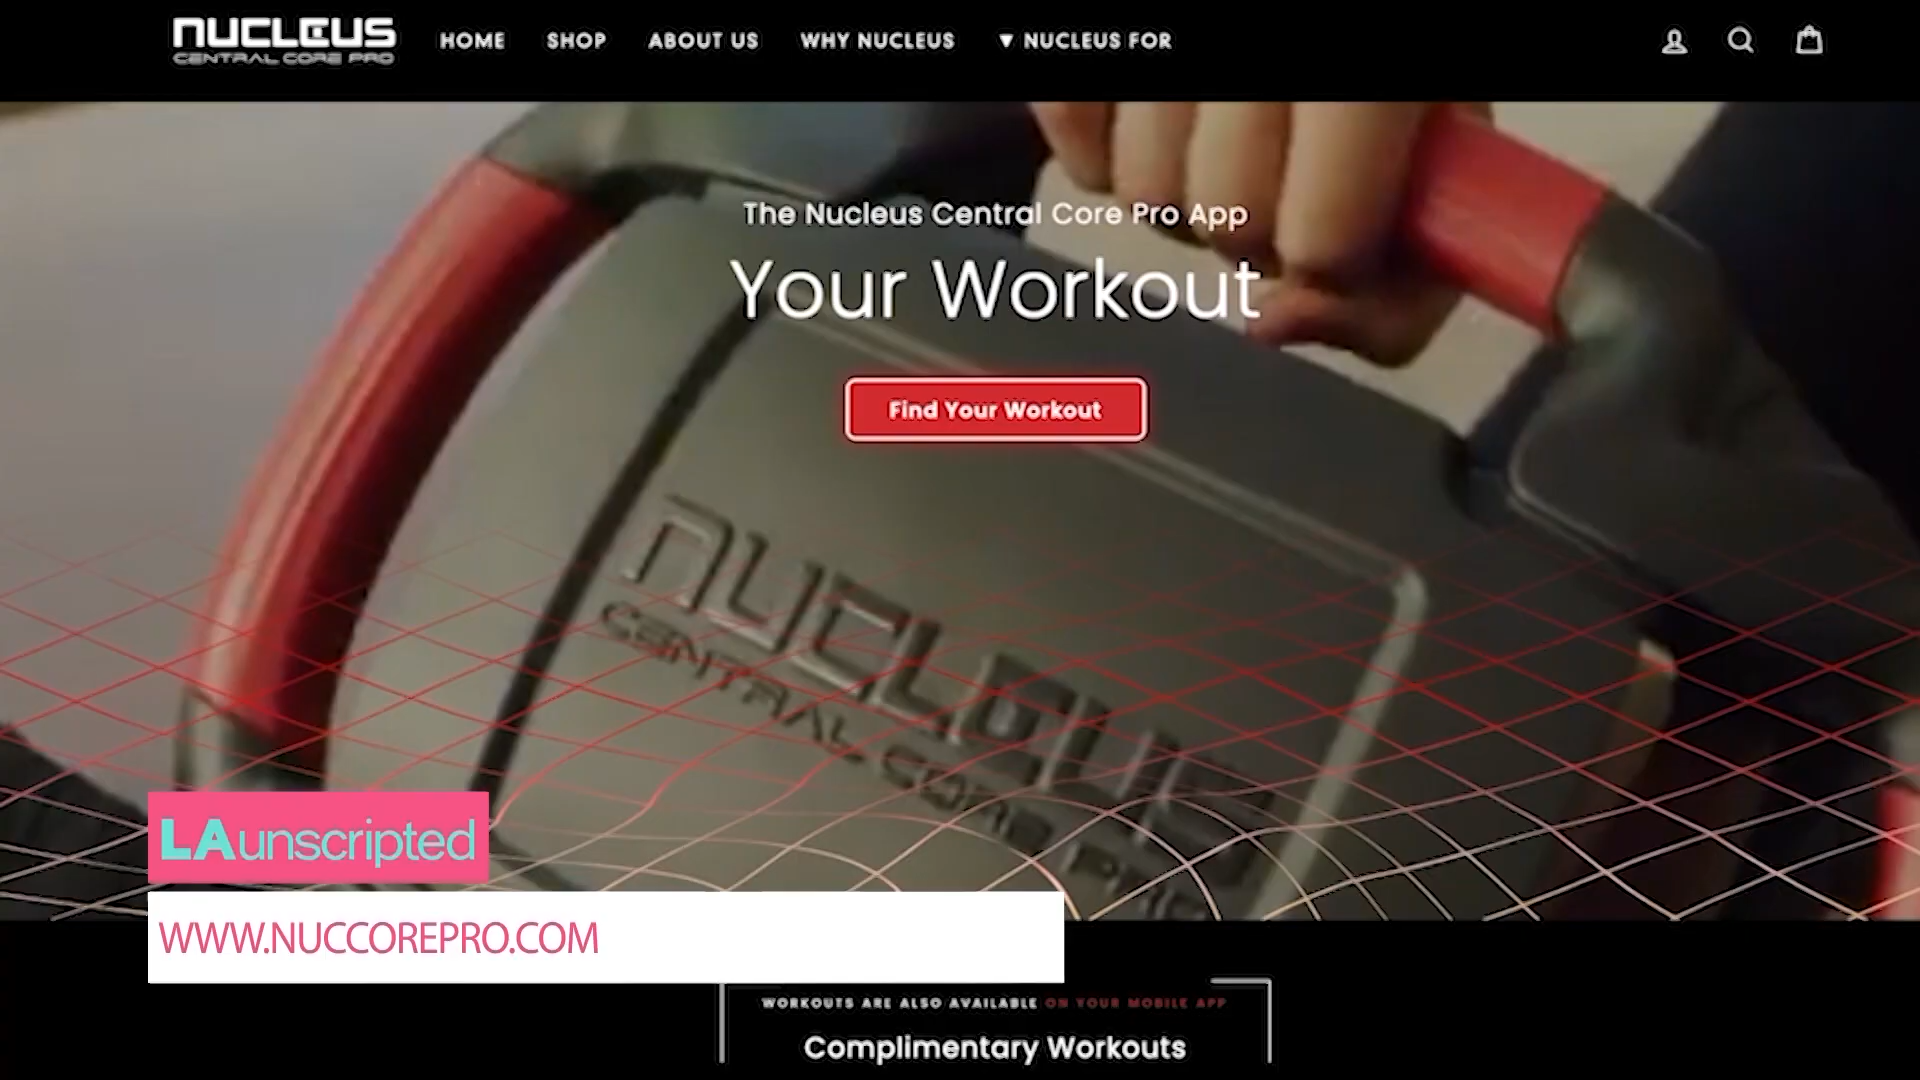 NUCLEUS
CENTRAL CORE PRO
HOME SHOP ABOUT US WHY NUCLEUS ▼ NUCLEUS FOR
The Nucleus Central Core Pro App
Your Workout
Find Your Workout
NUCLEUS
CENTRAL CORE PRO
LAunscripted
WWW.NUCCOREPRO.COM
WORKOUTS ARE ALSO AVAILABLE ON YOUR MOBILE APP
Complimentary Workouts